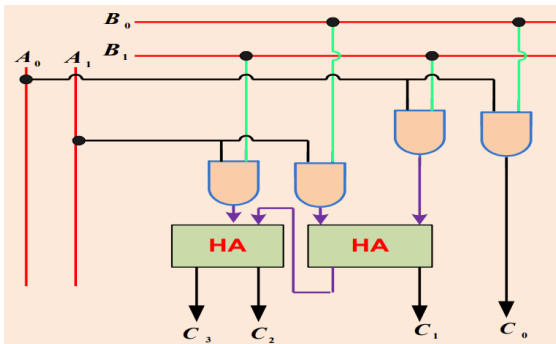 B₀
B₁
A₀ A₁
HA HA
C₃ C₂ C₁ C₀